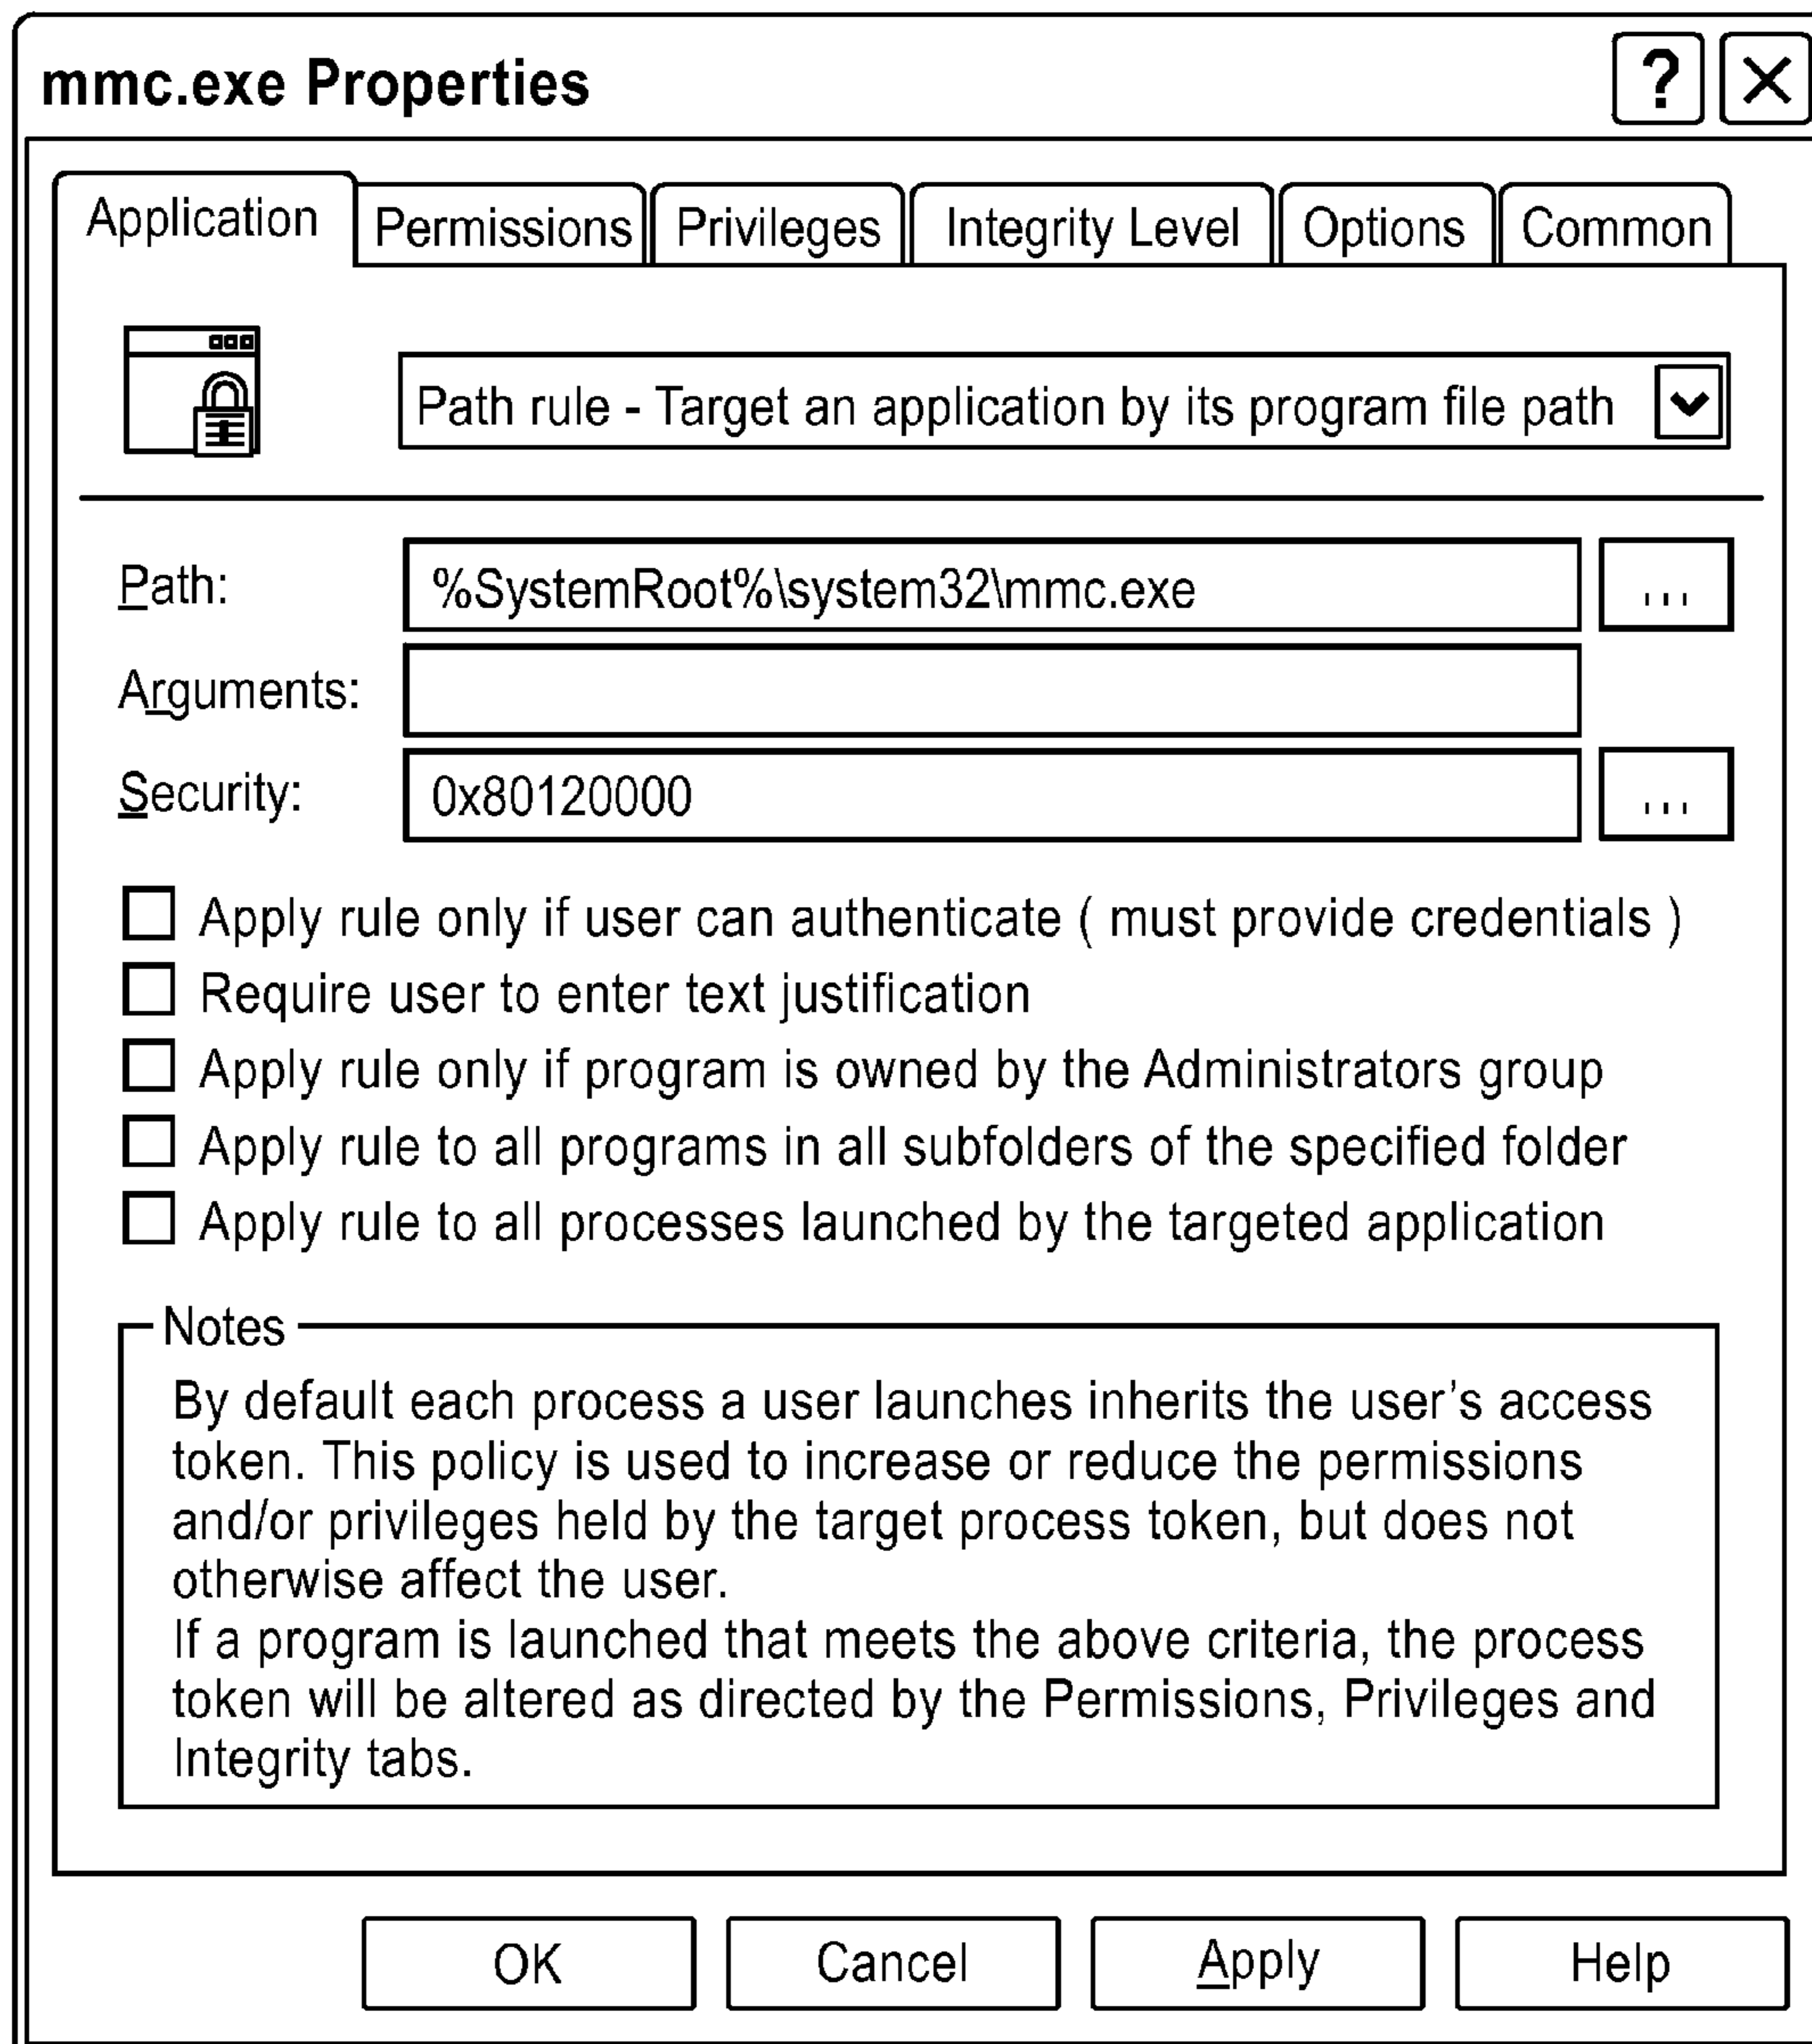 mmc.exe Properties
?
Application Permissions Privileges Integrity Level Options Common
Path rule - Target an application by its program file path
Path: %SystemRoot%\system32\mmc.exe ...
Arguments:
Security: 0x80120000 ...
Apply rule only if user can authenticate ( must provide credentials )
Require user to enter text justification
Apply rule only if program is owned by the Administrators group
Apply rule to all programs in all subfolders of the specified folder
Apply rule to all processes launched by the targeted application
Notes
By default each process a user launches inherits the user's access
token. This policy is used to increase or reduce the permissions
and/or privileges held by the target process token, but does not
otherwise affect the user.
If a program is launched that meets the above criteria, the process
token will be altered as directed by the Permissions, Privileges and
Integrity tabs.
OK Cancel Apply Help